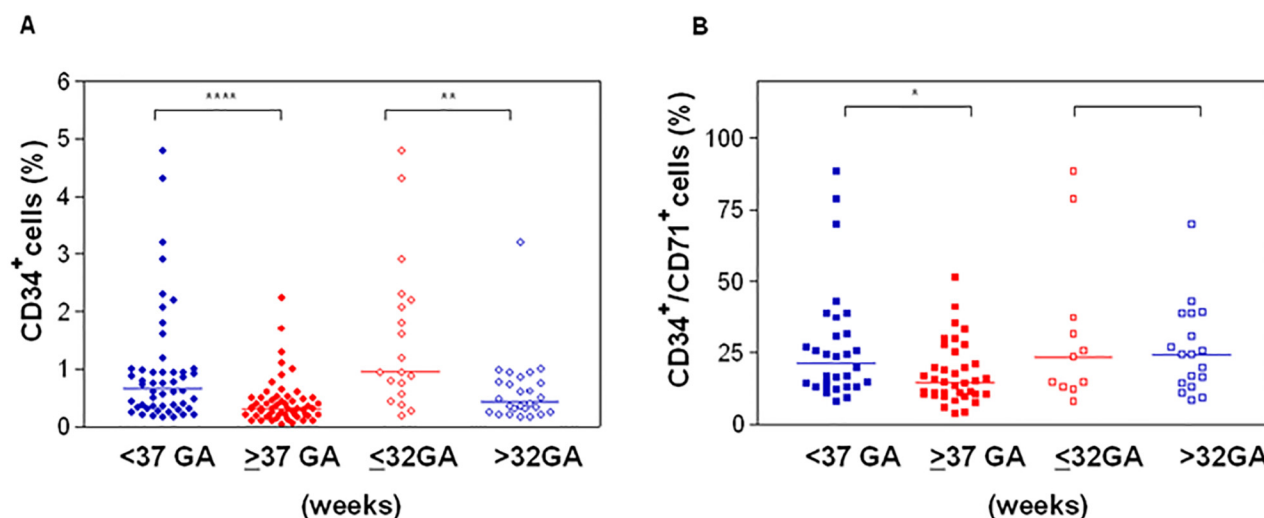 A
CD34+ cells (%)
6
5
4
3
2
1
0
****
**
<37 GA ≥37 GA ≤32GA >32GA
(weeks)
B
CD34+/CD71+ cells (%)
100
75
50
25
0
*
<37 GA ≥37 GA ≤32GA >32GA
(weeks)